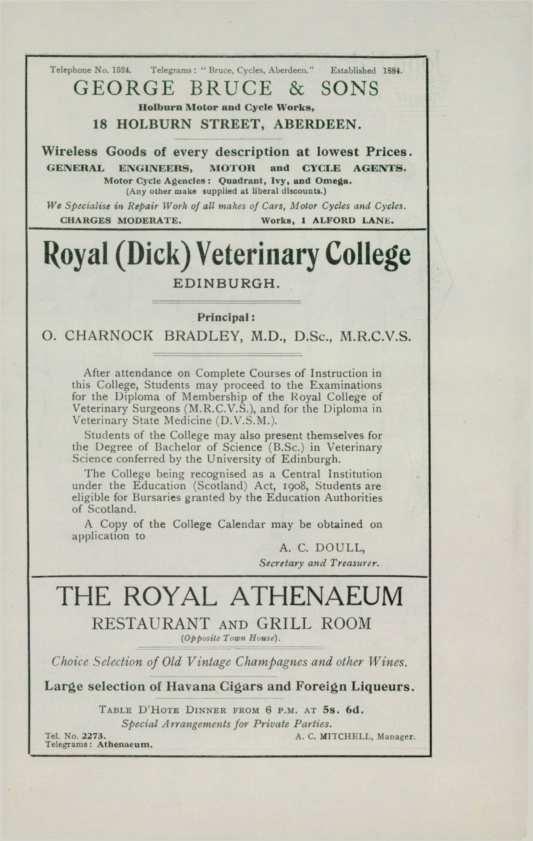 Telephone No. 1524. Telegrams: "Bruce, Cycles, Aberdeen." Established 1884.
GEORGE BRUCE & SONS
Holburn Motor and Cycle Works,
18 HOLBURN STREET, ABERDEEN.
Wireless Goods of every description at lowest Prices.
GENERAL ENGINEERS, MOTOR and CYCLE AGENTS.
Motor Cycle Agencies: Quadrant, Ivy, and Omega.
(Any other make supplied at liberal discounts.)
We Specialise in Repair Work of all makes of Cars, Motor Cycles and Cycles.
CHARGES MODERATE. Works, 1 ALFORD LANE.
Royal (Dick) Veterinary College
EDINBURGH.
Principal:
O. CHARNOCK BRADLEY, M.D., D.Sc., M.R.C.V.S.
After attendance on Complete Courses of Instruction in
this College, Students may proceed to the Examinations
for the Diploma of Membership of the Royal College of
Veterinary Surgeons (M.R.C.V.S.), and for the Diploma in
Veterinary State Medicine (D.V.S.M.).
Students of the College may also present themselves for
the Degree of Bachelor of Science (B.Sc.) in Veterinary
Science conferred by the University of Edinburgh.
The College being recognised as a Central Institution
under the Education (Scotland) Act, 1908, Students are
eligible for Bursaries granted by the Education Authorities
of Scotland.
A Copy of the College Calendar may be obtained on
application to
A. C. DOULL,
Secretary and Treasurer.
THE ROYAL ATHENAEUM
RESTAURANT AND GRILL ROOM
(Opposite Town House).
Choice Selection of Old Vintage Champagnes and other Wines.
Large selection of Havana Cigars and Foreign Liqueurs.
TABLE D'HOTE DINNER FROM 6 P.M. AT 5s. 6d.
Special Arrangements for Private Parties.
Tel. No. 2273. A. C. MITCHELL, Manager.
Telegrams: Athenaeum.